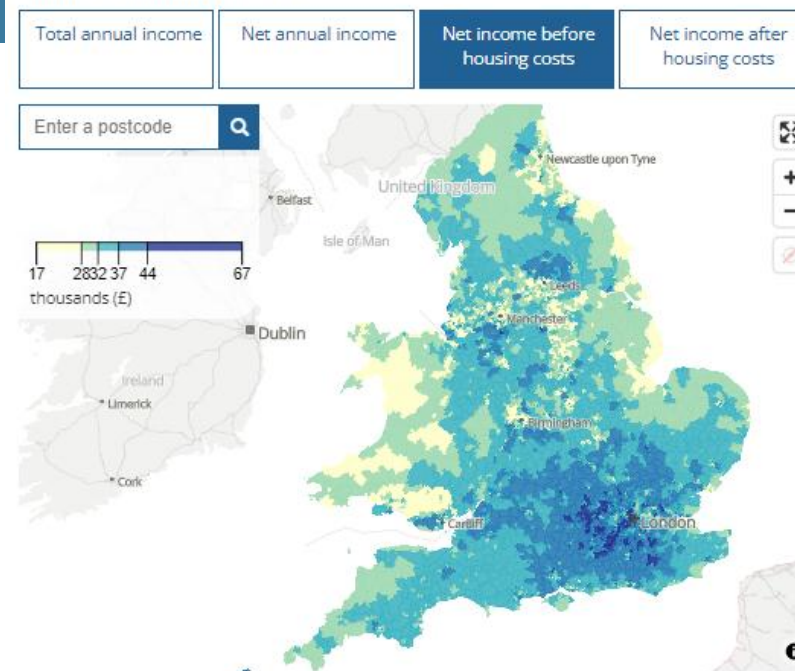 Total annual income
Net annual income
Net income before
housing costs
Net income after
housing costs
Enter a postcode
Newcastle upon Tyne
United Kingdom
Belfast
Isle of Man
17 28 32 37 44 67
thousands (£)
Leeds
Manchester
Dublin
Ireland
Limerick
Birmingham
Cork
Cardiff
London